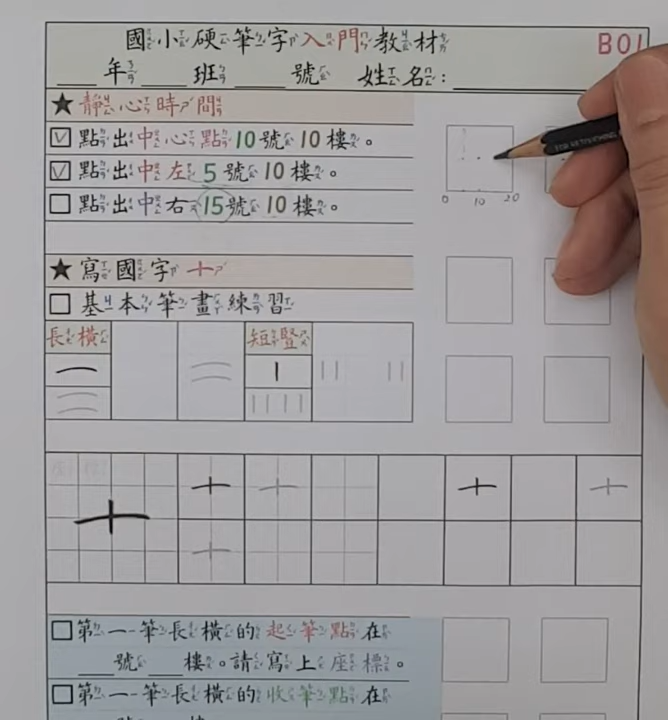 國小硬筆字入門教材
B01
年 班 號 姓名:
★ 靜心時間
☑ 點出中心點10號10樓。
☑ 點出中左5號10樓。
☐ 點出中右15號10樓。
0 10 20
★ 寫國字 十
☐ 基本筆畫練習
長橫 短豎
十 十 十 十 十 十
☐ 第一筆長橫的起筆點在
號 樓。請寫上座標。
☐ 第一筆長橫的收筆點在
號 樓